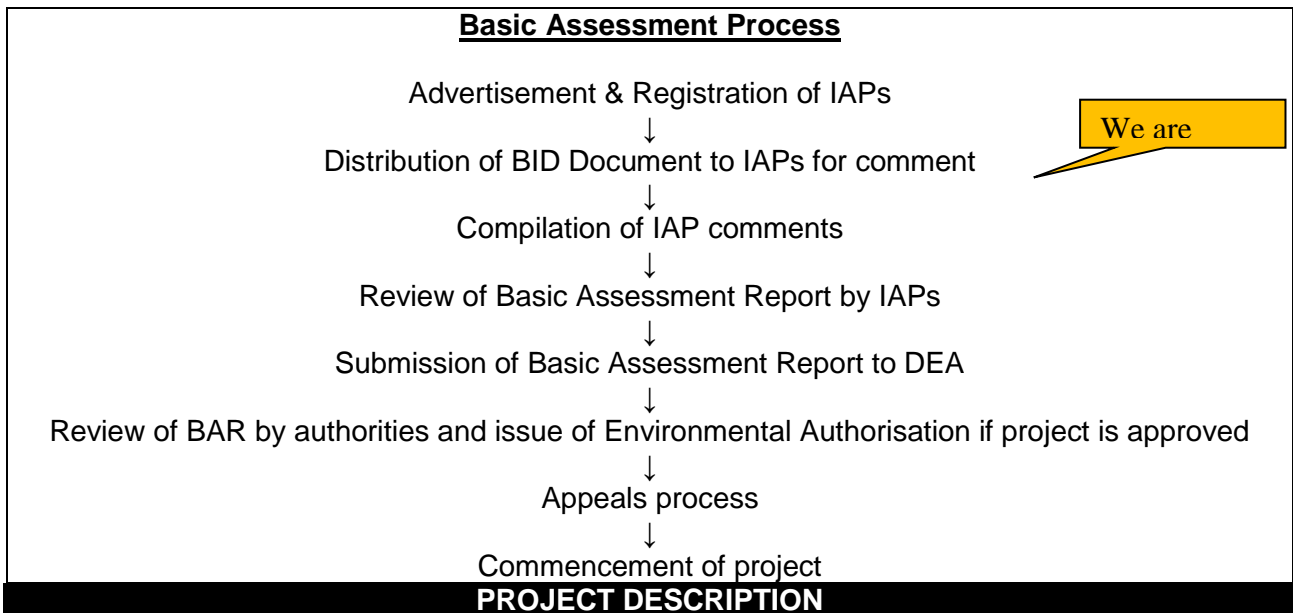 Basic Assessment Process
Advertisement & Registration of IAPs
↓
We are
Distribution of BID Document to IAPs for comment
↓
Compilation of IAP comments
↓
Review of Basic Assessment Report by IAPs
↓
Submission of Basic Assessment Report to DEA
↓
Review of BAR by authorities and issue of Environmental Authorisation if project is approved
↓
Appeals process
↓
Commencement of project
PROJECT DESCRIPTION